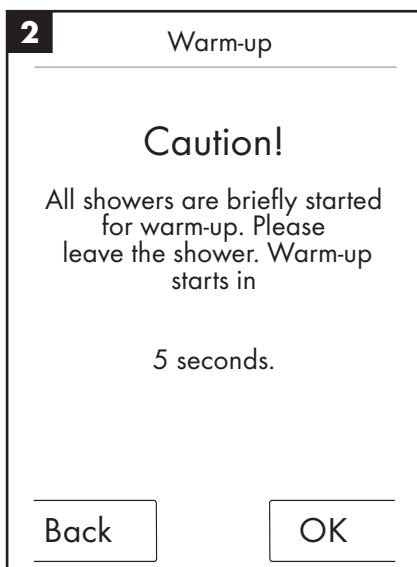 2
Warm-up
Caution!
All showers are briefly started
for warm-up. Please
leave the shower. Warm-up
starts in
5 seconds.
Back
OK